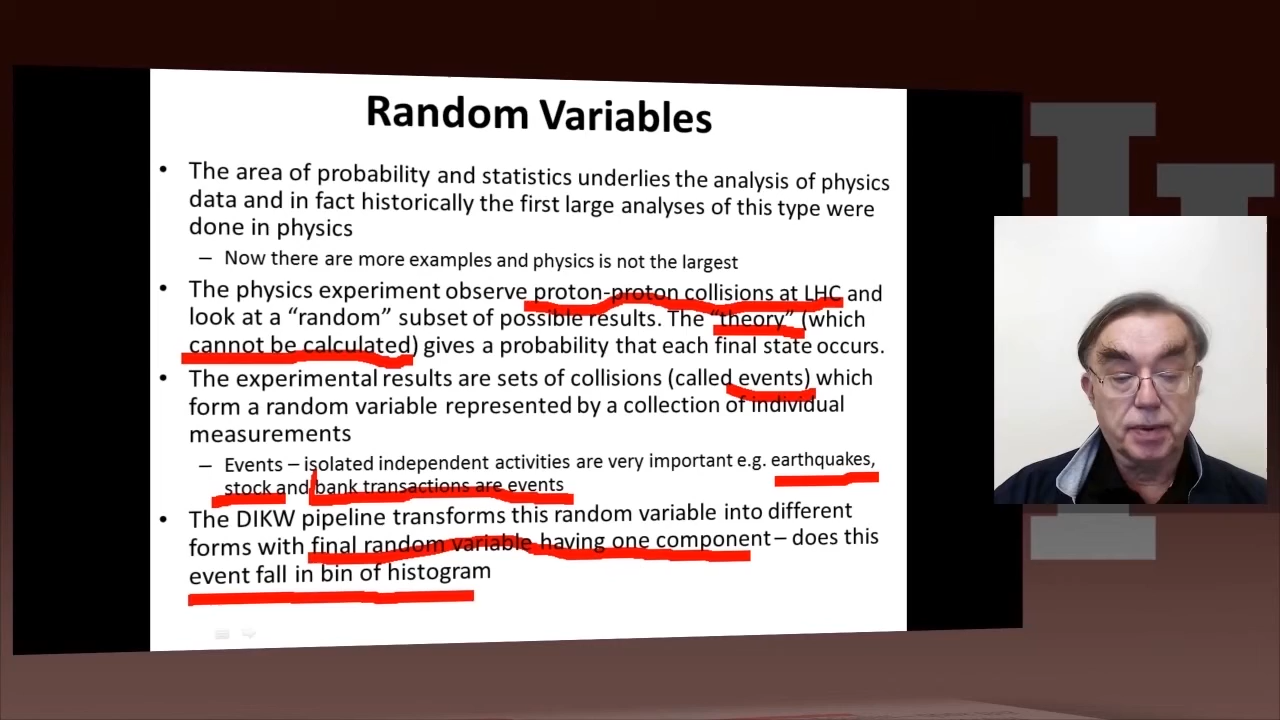 Random Variables
• The area of probability and statistics underlies the analysis of physics
data and in fact historically the first large analyses of this type were
done in physics
– Now there are more examples and physics is not the largest
• The physics experiment observe proton-proton collisions at LHC and
look at a “random” subset of possible results. The “theory” (which
cannot be calculated) gives a probability that each final state occurs.
• The experimental results are sets of collisions (called events) which
form a random variable represented by a collection of individual
measurements
– Events – isolated independent activities are very important e.g. earthquakes,
stock and bank transactions are events
• The DIKW pipeline transforms this random variable into different
forms with final random variable having one component – does this
event fall in bin of histogram